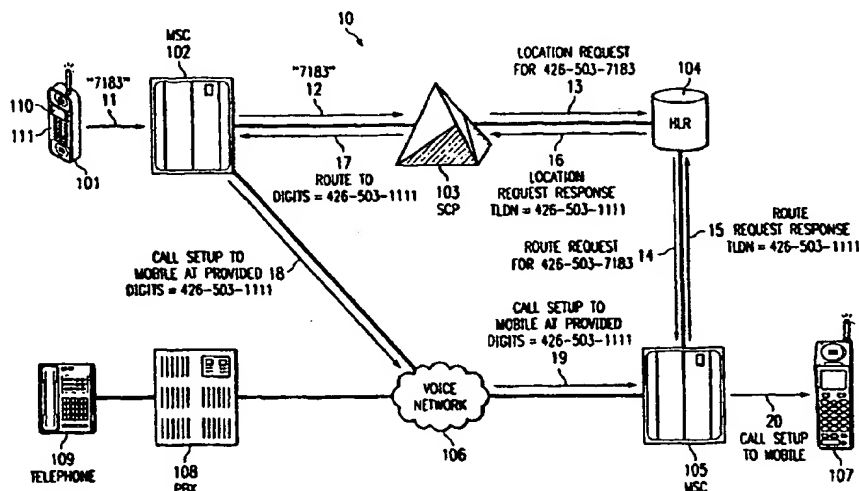 10
MSC
102
"7183"
11
110
111
101
"7183"
12
17
ROUTE TO
DIGITS = 426-503-1111
103
SCP
LOCATION REQUEST
FOR 426-503-7183
13
16
LOCATION
REQUEST RESPONSE
TLDN = 426-503-1111
104
HLR
ROUTE REQUEST
FOR 426-503-7183
14
15
ROUTE
REQUEST RESPONSE
TLDN = 426-503-1111
CALL SETUP TO
MOBILE AT PROVIDED
DIGITS = 426-503-1111
18
CALL SETUP TO
MOBILE AT PROVIDED
DIGITS = 426-503-1111
19
109
TELEPHONE
108
PBX
VOICE
NETWORK
106
105
MSC
20
CALL SETUP
TO MOBILE
107